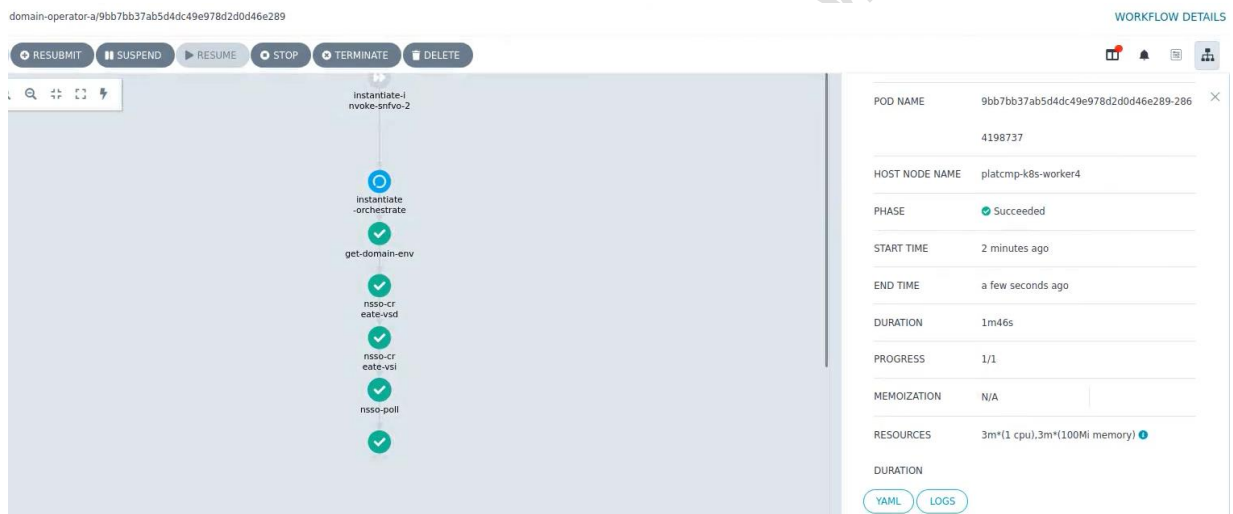 domain-operator-a/9bb7bb37ab5d4dc49e978d2d0d46e289
WORKFLOW DETAILS
RESUBMIT
SUSPEND
RESUME
STOP
TERMINATE
DELETE
instantiate-i
nvoke-snfvo-2
instantiate
-orchestrate
get-domain-env
nsso-cr
eate-vsd
nsso-cr
eate-vsi
nsso-poll
POD NAME 9bb7bb37ab5d4dc49e978d2d0d46e289-286
4198737
HOST NODE NAME platcmp-k8s-worker4
PHASE Succeeded
START TIME 2 minutes ago
END TIME a few seconds ago
DURATION 1m46s
PROGRESS 1/1
MEMOIZATION N/A
RESOURCES 3m*(1 cpu),3m*(100Mi memory)
DURATION
YAML
LOGS